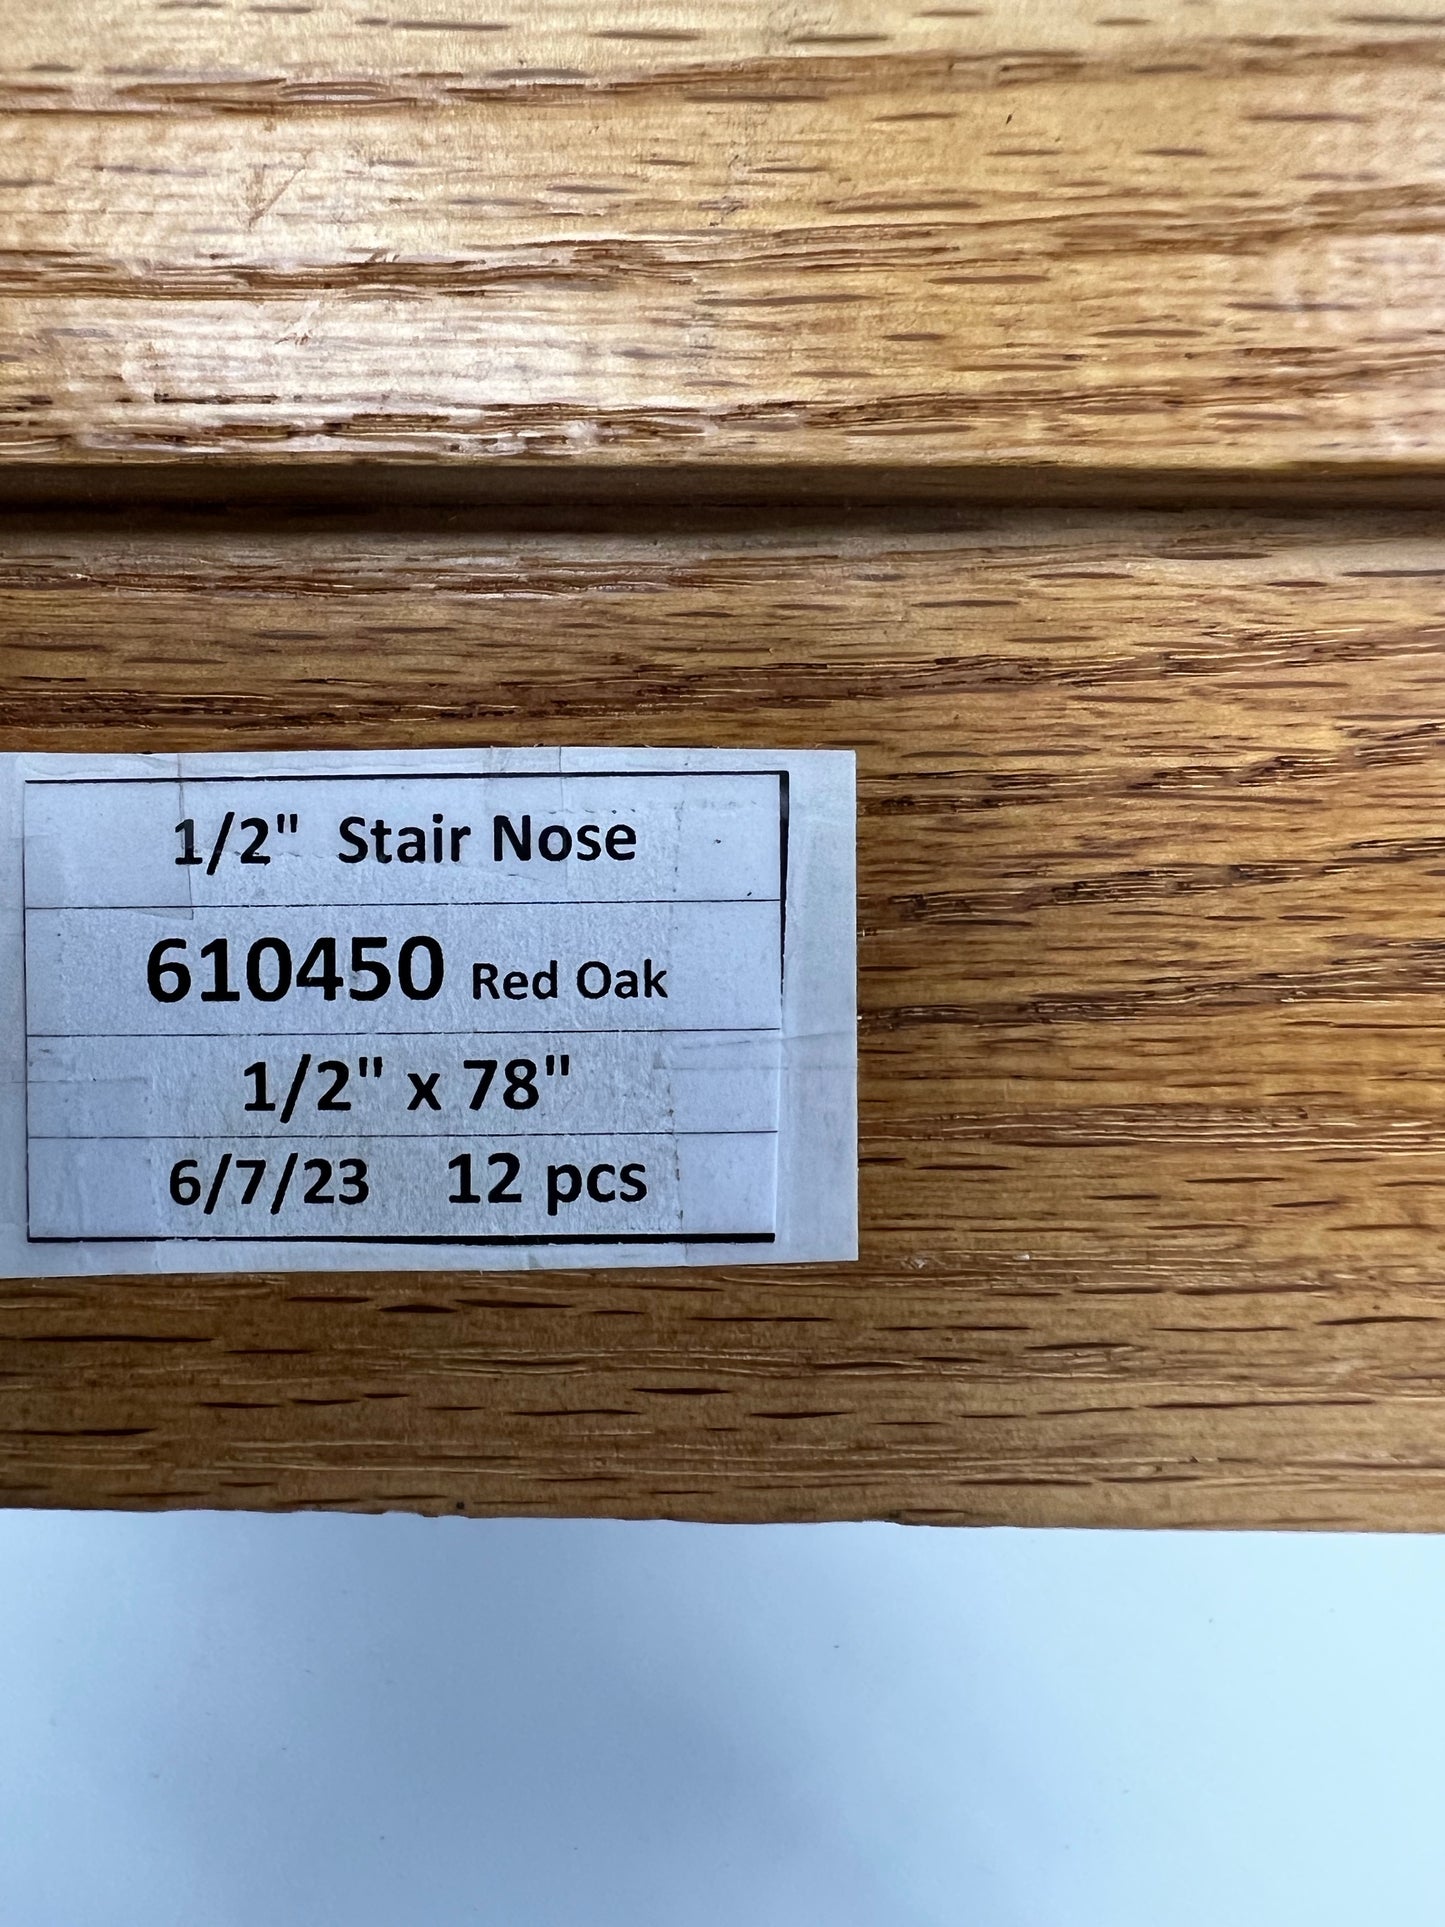 1/2" Stair Nose
610450 Red Oak
1/2" x 78"
6/7/23 12 pcs